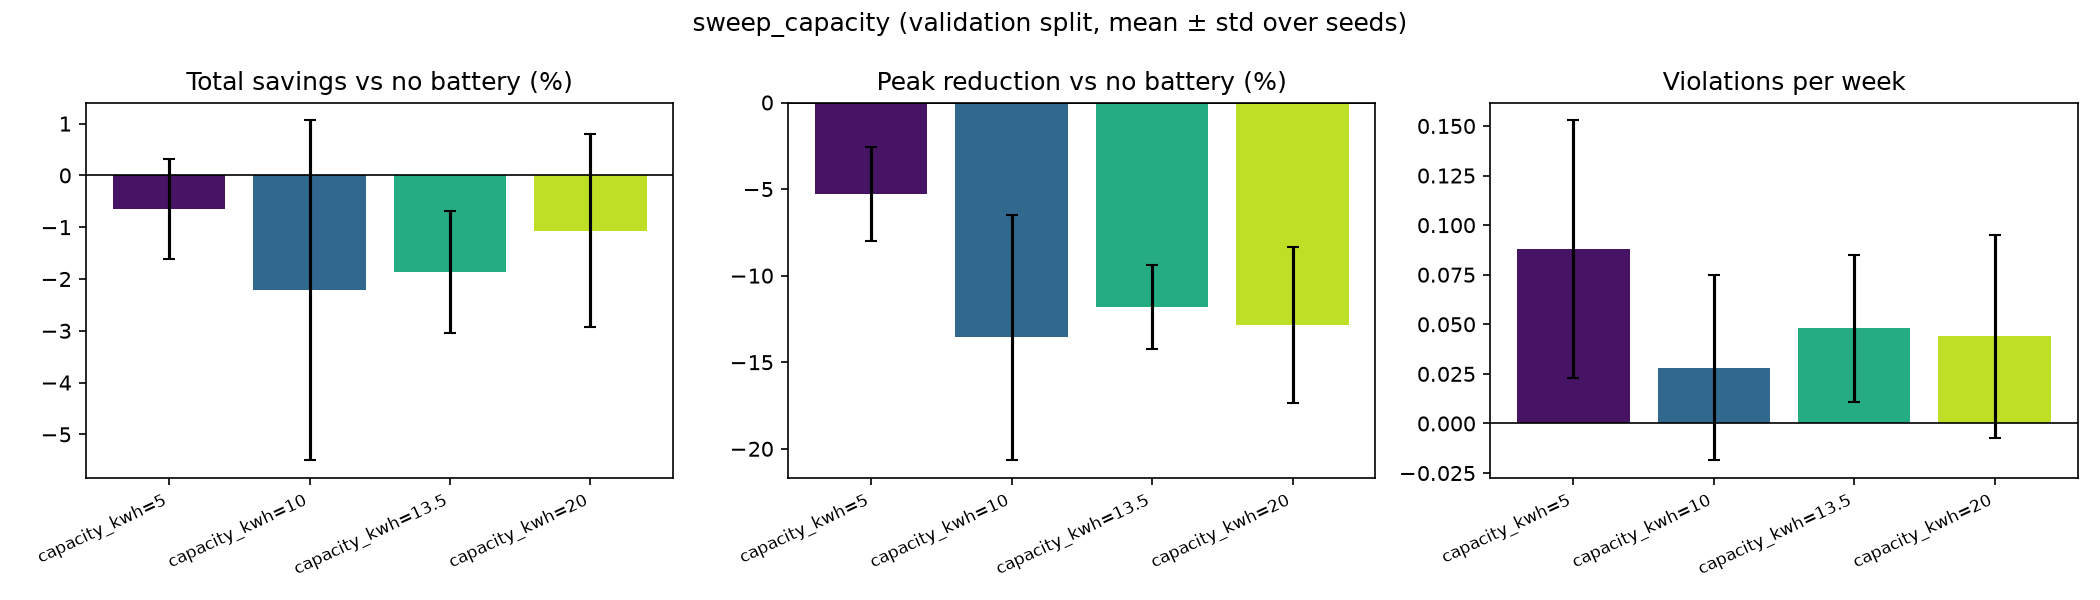 sweep_capacity (validation split, mean ± std over seeds)
Total savings vs no battery (%)
1
0
−1
−2
−3
−4
−5
capacity_kwh=5
capacity_kwh=10
capacity_kwh=13.5
capacity_kwh=20
Peak reduction vs no battery (%)
0
−5
−10
−15
−20
capacity_kwh=5
capacity_kwh=10
capacity_kwh=13.5
capacity_kwh=20
Violations per week
0.150
0.125
0.100
0.075
0.050
0.025
0.000
−0.025
capacity_kwh=5
capacity_kwh=10
capacity_kwh=13.5
capacity_kwh=20